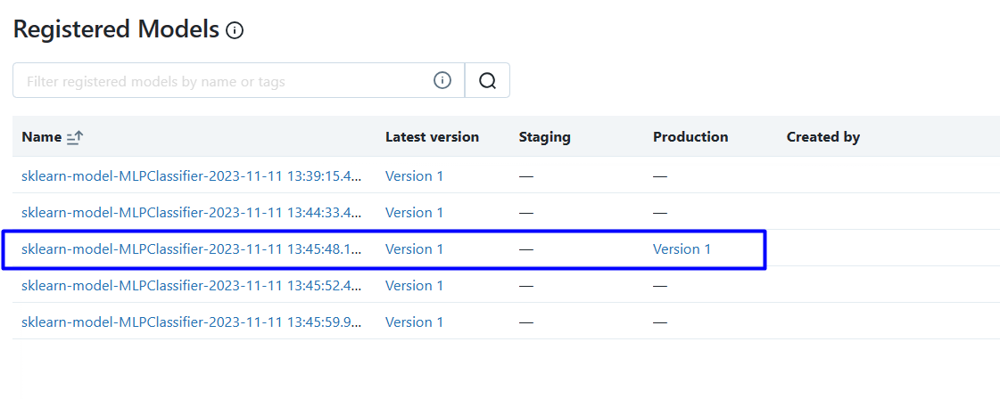 Registered Models
Filter registered models by name or tags
Name Latest version Staging Production Created by
sklearn-model-MLPClassifier-2023-11-11 13:39:15.4... Version 1 — —
sklearn-model-MLPClassifier-2023-11-11 13:44:33.4... Version 1 — —
sklearn-model-MLPClassifier-2023-11-11 13:45:48.1... Version 1 — Version 1
sklearn-model-MLPClassifier-2023-11-11 13:45:52.4... Version 1 — —
sklearn-model-MLPClassifier-2023-11-11 13:45:59.9... Version 1 — —